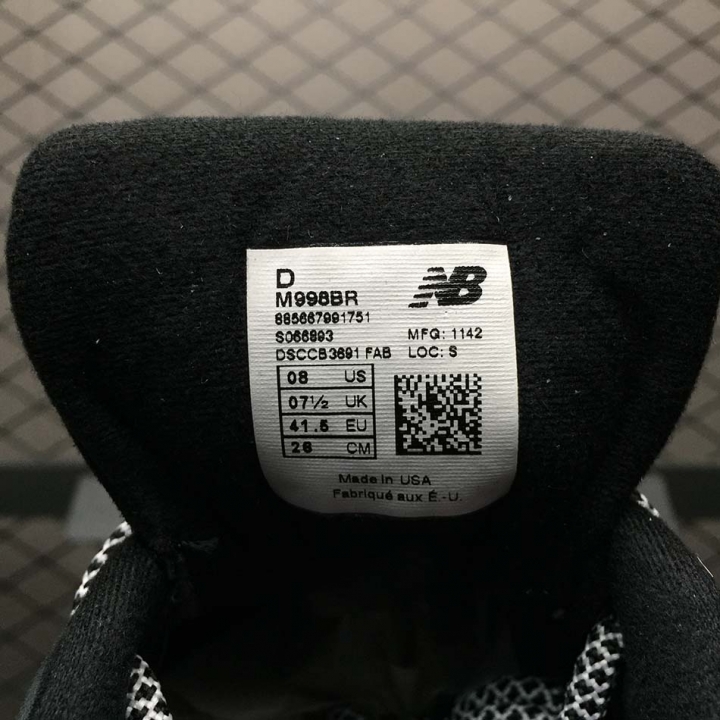 D
NB
M998BR
885667991751
S066893
MFG: 1142
DSCCB3691 FAB
LOC: S
08 US
07½ UK
41.5 EU
26 CM
Made in USA
Fabriqué aux É.-U.